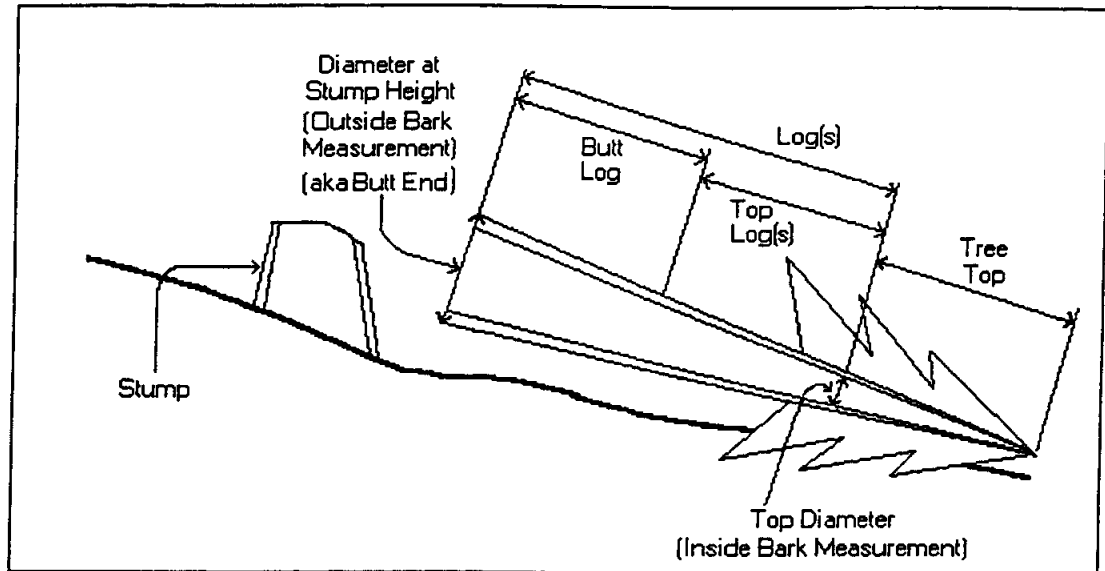 Diameter at
Stump Height
(Outside Bark
Measurement)
(aka Butt End)
Log(s)
Butt
Log
Top
Log(s)
Tree
Top
Stump
Top Diameter
(Inside Bark Measurement)